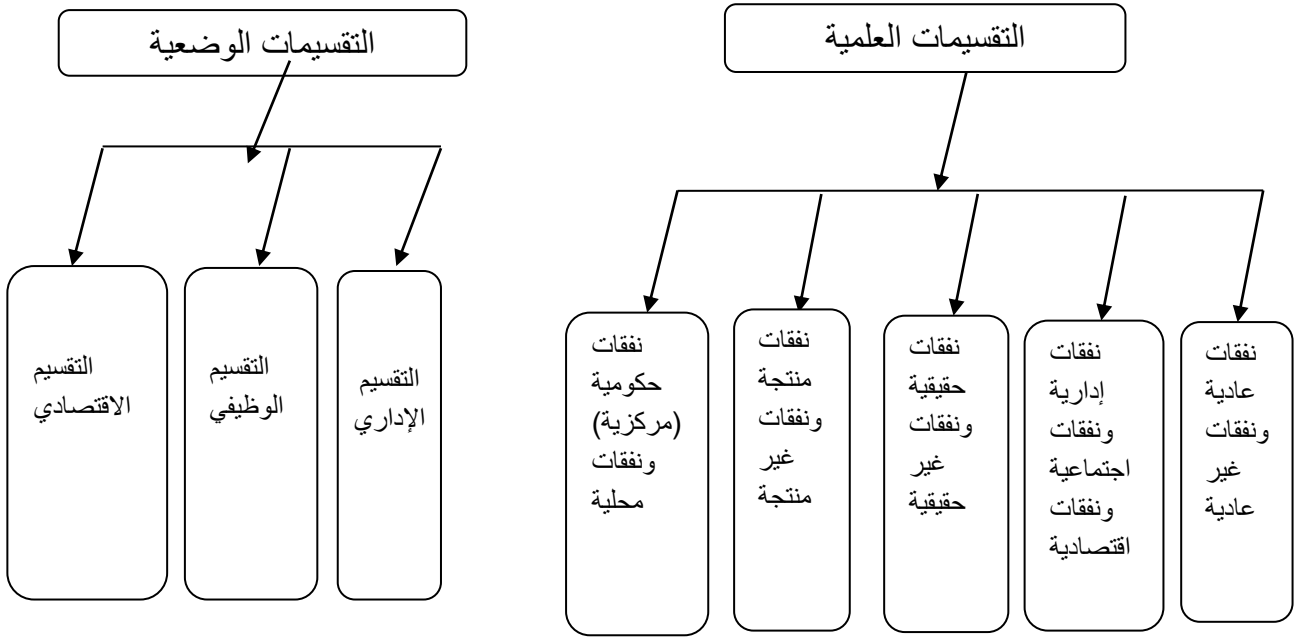 التقسيمات العلمية
نفقات
عادية
ونفقات
غير
عادية
نفقات
إدارية
ونفقات
اجتماعية
ونفقات
اقتصادية
نفقات
حقيقية
ونفقات
غير
حقيقية
نفقات
منتجة
ونفقات
غير
منتجة
نفقات
حكومية
(مركزية)
ونفقات
محلية
التقسيمات الوضعية
التقسيم
الإداري
التقسيم
الوظيفي
التقسيم
الاقتصادي